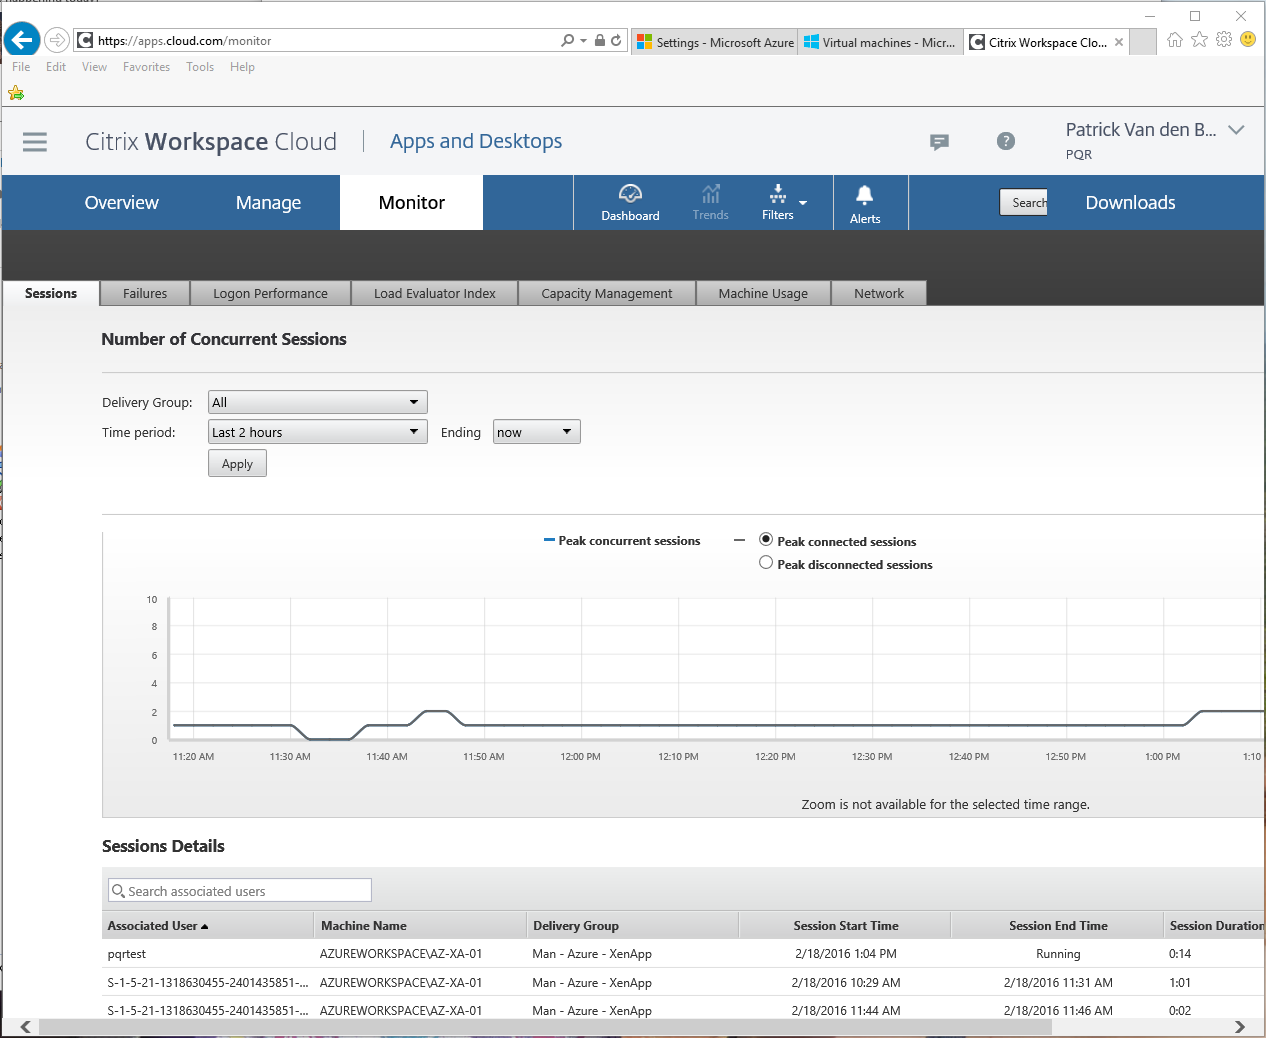 https://apps.cloud.com/monitor
Settings - Microsoft Azure
Virtual machines - Micr...
Citrix Workspace Clo...
File Edit View Favorites Tools Help
Citrix Workspace Cloud
Apps and Desktops
Patrick Van den B...
PQR
Overview
Manage
Monitor
Dashboard
Trends
Filters
Alerts
Search
Downloads
Sessions
Failures
Logon Performance
Load Evaluator Index
Capacity Management
Machine Usage
Network
Number of Concurrent Sessions
Delivery Group: All
Time period: Last 2 hours Ending now
Apply
Peak concurrent sessions
Peak connected sessions
Peak disconnected sessions
10
8
6
4
2
0
11:20 AM 11:30 AM 11:40 AM 11:50 AM 12:00 PM 12:10 PM 12:20 PM 12:30 PM 12:40 PM 12:50 PM 1:00 PM 1:10
Zoom is not available for the selected time range.
Sessions Details
Search associated users
Associated User Machine Name Delivery Group Session Start Time Session End Time Session Duration
pqrtest AZUREWORKSPACE\AZ-XA-01 Man - Azure - XenApp 2/18/2016 1:04 PM Running 0:14
S-1-5-21-1318630455-2401435851-... AZUREWORKSPACE\AZ-XA-01 Man - Azure - XenApp 2/18/2016 10:29 AM 2/18/2016 11:31 AM 1:01
S-1-5-21-1318630455-2401435851-... AZUREWORKSPACE\AZ-XA-01 Man - Azure - XenApp 2/18/2016 11:44 AM 2/18/2016 11:46 AM 0:02